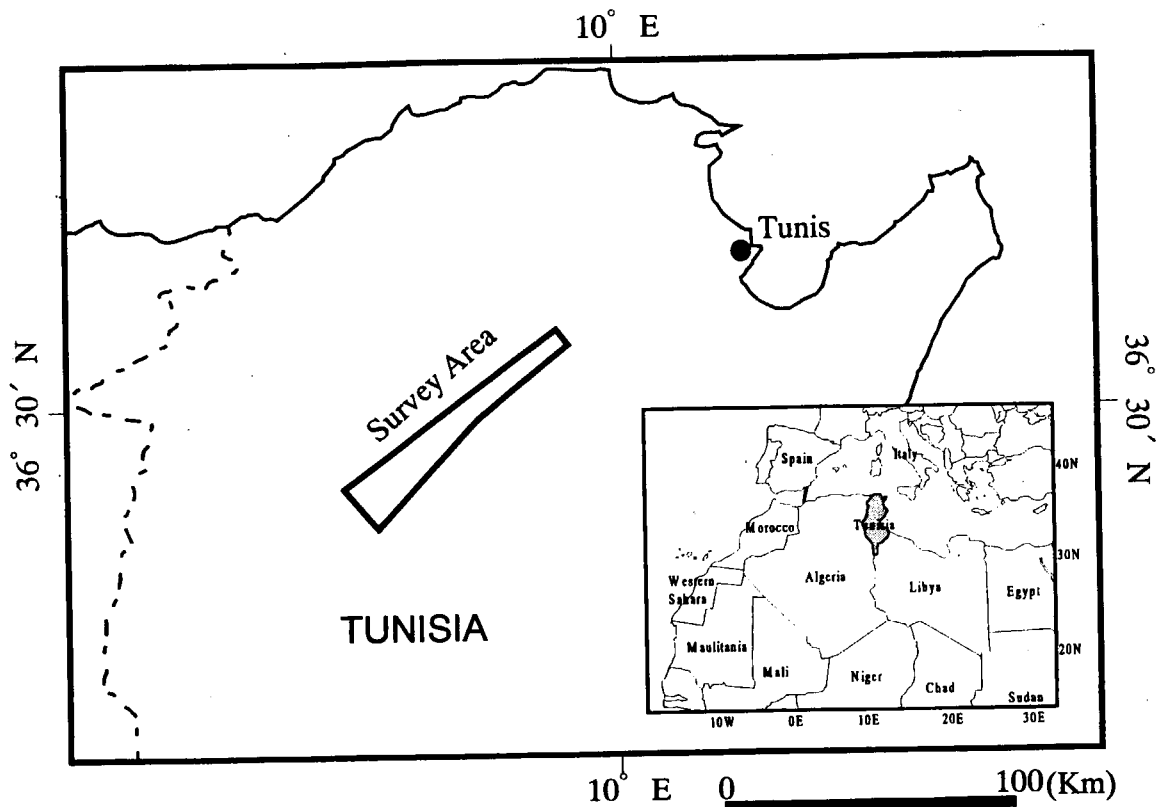 10° E
Tunis
Survey Area
36° 30′ N
36° 30′ N
TUNISIA
Spain
Italy
40N
Morocco
Tunisia
30N
Western
Sahara
Algeria
Libya
Egypt
Maulitania
Mali
Niger
Chad
Sudan
20N
10W 0E 10E 20E 30E
10° E
0 100(Km)